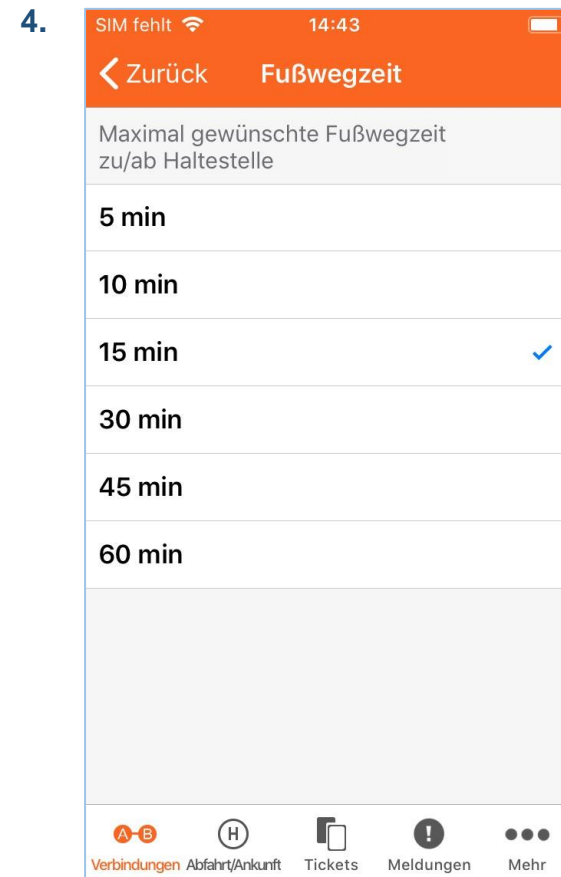 4.
SIM fehlt 14:43
Zurück Fußwegzeit
Maximal gewünschte Fußwegzeit
zu/ab Haltestelle
5 min
10 min
15 min
30 min
45 min
60 min
A B H !
Verbindungen Abfahrt/Ankunft Tickets Meldungen Mehr